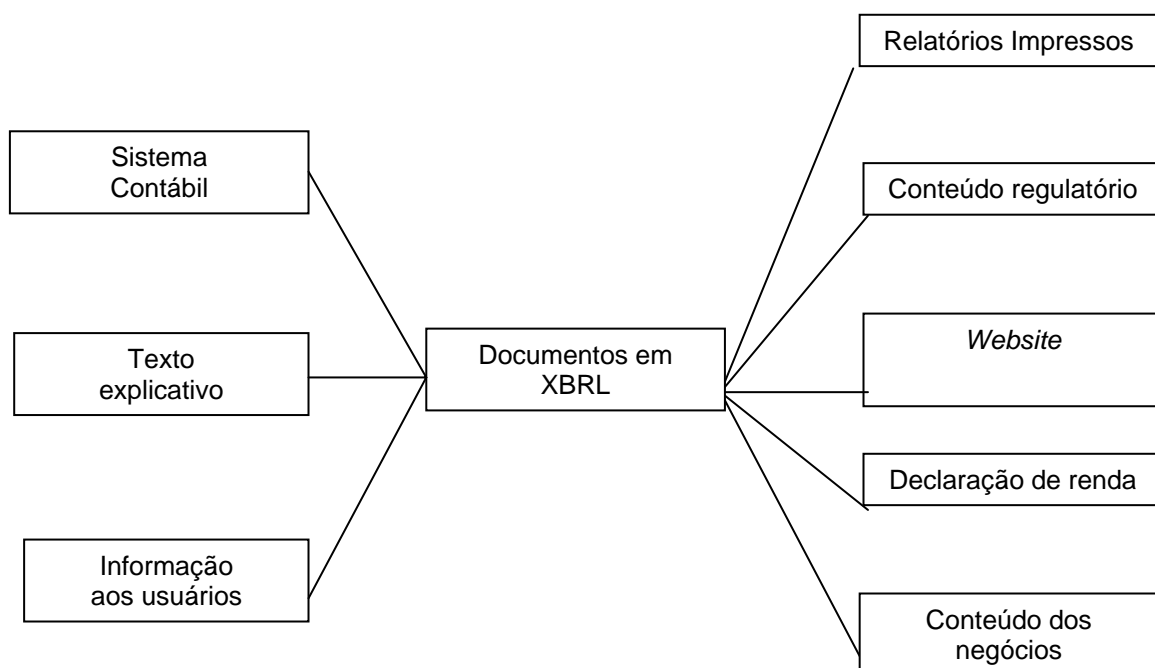 Sistema
Contábil
Texto
explicativo
Informação
aos usuários
Documentos em
XBRL
Relatórios Impressos
Conteúdo regulatório
Website
Declaração de renda
Conteúdo dos
negócios